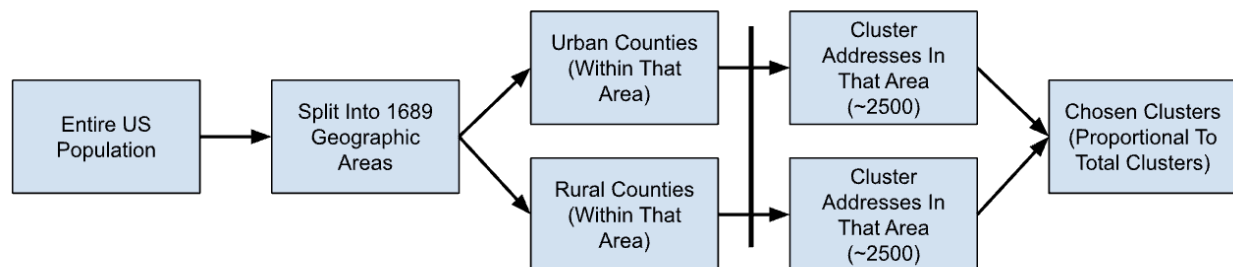 Entire US
Population
Split Into 1689
Geographic
Areas
Urban Counties
(Within That
Area)
Rural Counties
(Within That
Area)
Cluster
Addresses In
That Area
(~2500)
Cluster
Addresses In
That Area
(~2500)
Chosen Clusters
(Proportional To
Total Clusters)